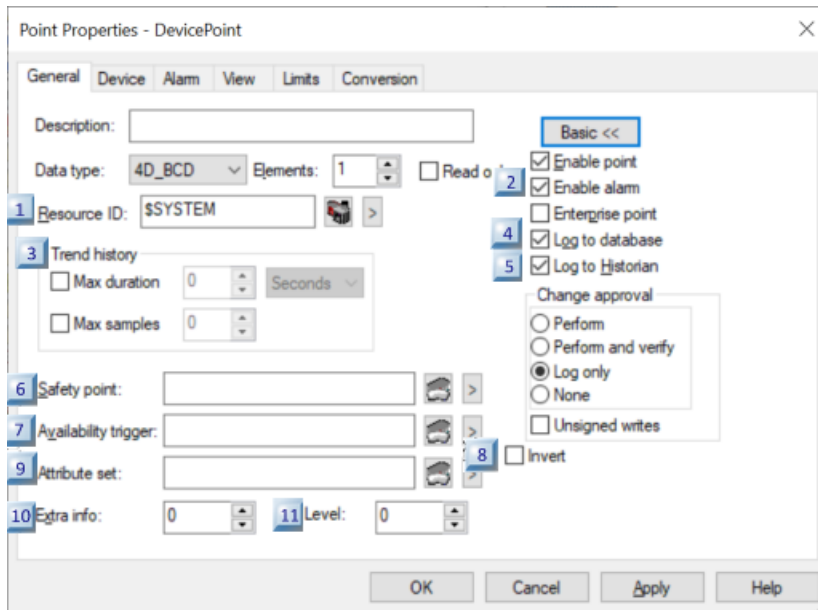 Point Properties - DevicePoint
General Device Alarm View Limits Conversion
Description:
Basic <<
Data type: 4D_BCD Elements: 1 Read
Enable point
2 Enable alarm
1 Resource ID: $SYSTEM >
Enterprise point
4 Log to database
3 Trend history
5 Log to Historian
Max duration 0 Seconds
Max samples 0
Change approval
Perform
Perform and verify
Log only
None
Unsigned writes
6 Safety point: >
7 Availability trigger: >
8 Invert
9 Attribute set: >
10 Extra info: 0 11 Level: 0
OK Cancel Apply Help